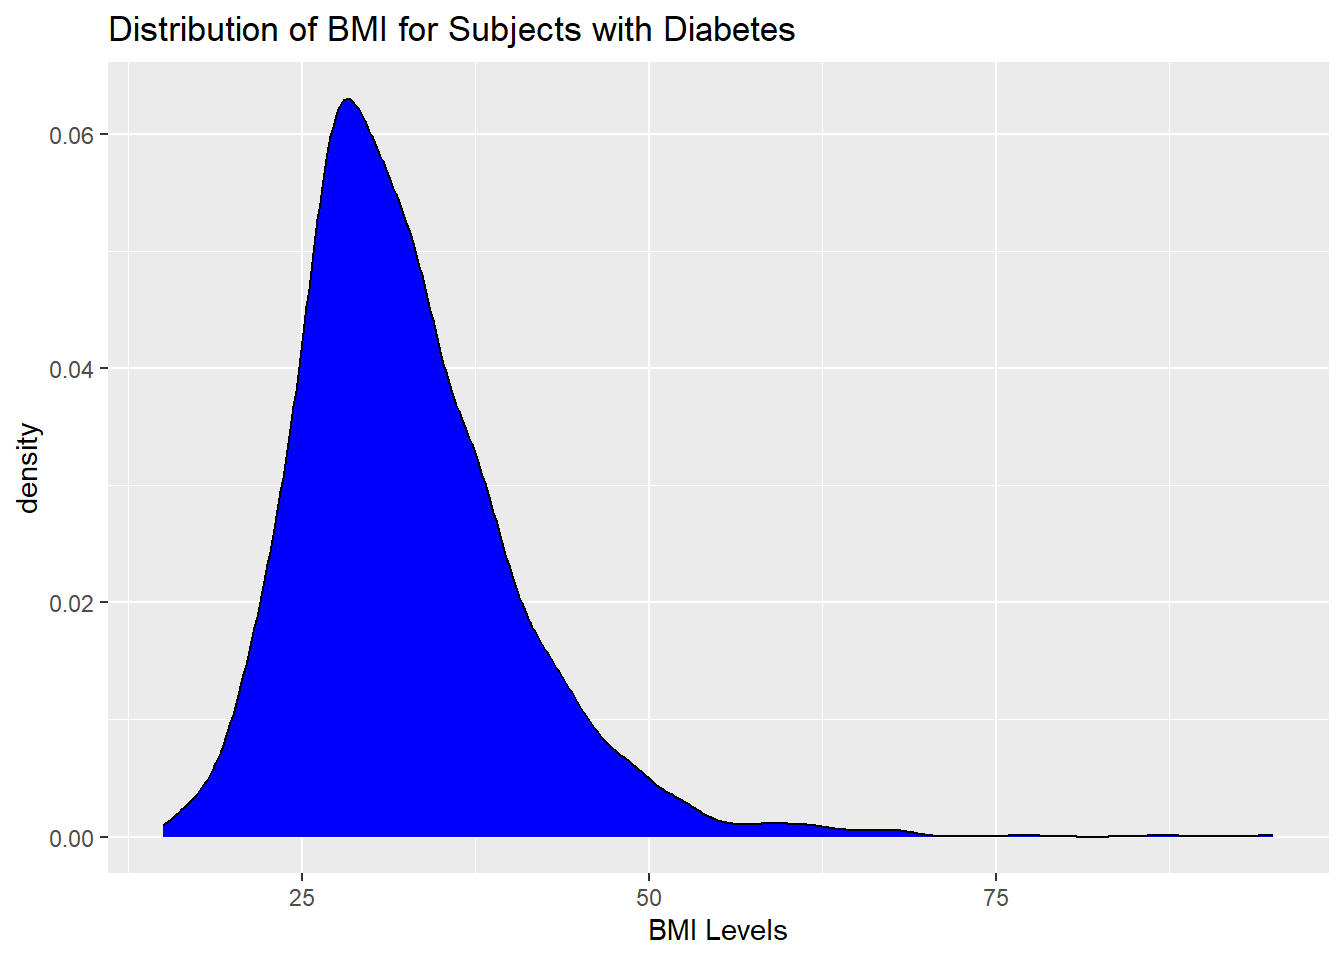 Distribution of BMI for Subjects with Diabetes
0.06
0.04
0.02
0.00
density
25 50 75
BMI Levels